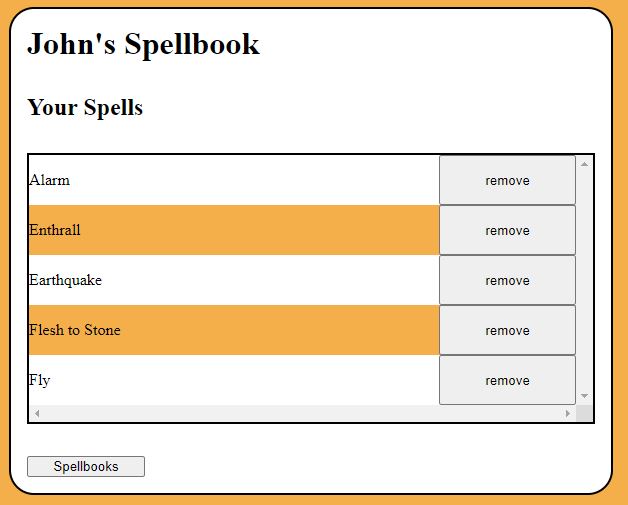 John's Spellbook
Your Spells
Alarm remove
Enthrall remove
Earthquake remove
Flesh to Stone remove
Fly remove
Spellbooks